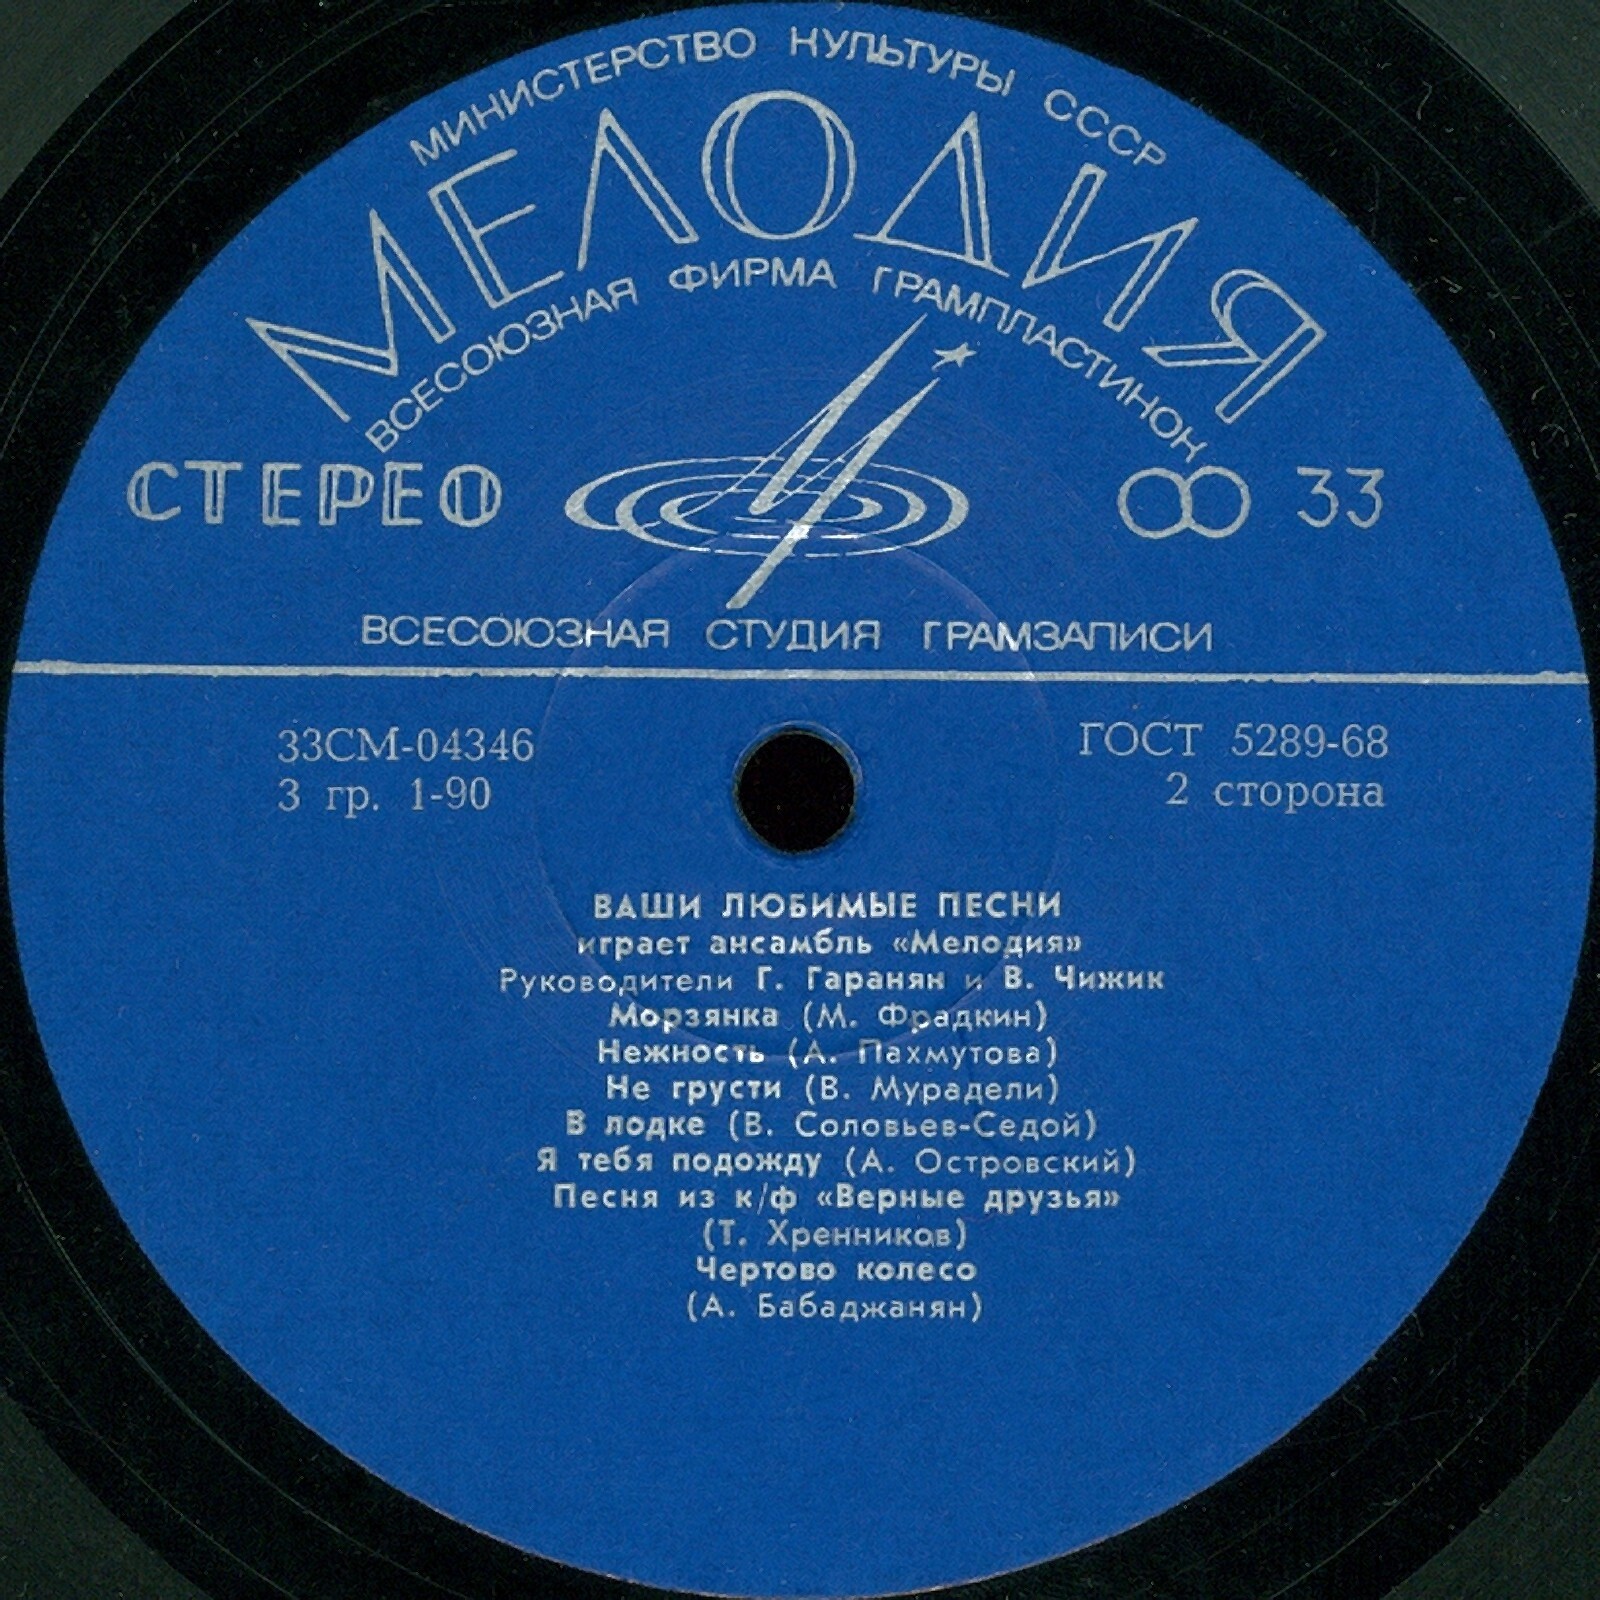 МИНИСТЕРСТВО КУЛЬТУРЫ СССР
МЕЛОДИЯ
ВСЕСОЮЗНАЯ ФИРМА ГРАМПЛАСТИНОК
СТЕРЕО
33
ВСЕСОЮЗНАЯ СТУДИЯ ГРАМЗАПИСИ
33СМ-04346
ГОСТ 5289-68
3 гр. 1-90
2 сторона
ВАШИ ЛЮБИМЫЕ ПЕСНИ
играет ансамбль «Мелодия»
Руководители Г. Гаранян и В. Чижик
Морзянка (М. Фрадкин)
Нежность (А. Пахмутова)
Не грусти (В. Мурадели)
В лодке (В. Соловьев-Седой)
Я тебя подожду (А. Островский)
Песня из к/ф «Верные друзья»
(Т. Хренников)
Чертово колесо
(А. Бабаджанян)